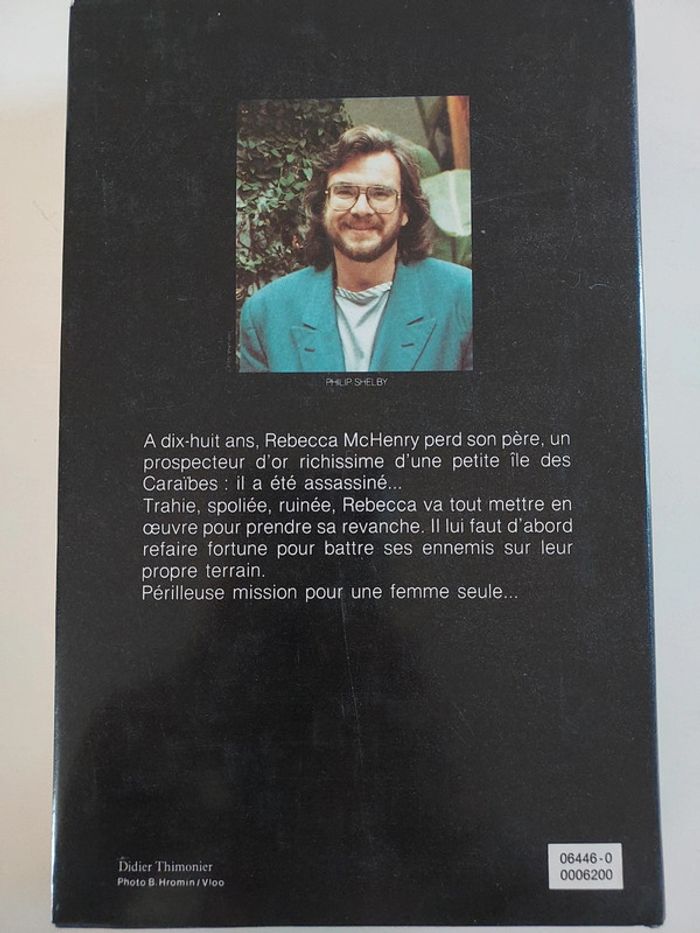 PHILIP SHELBY
A dix-huit ans, Rebecca McHenry perd son père, un
prospecteur d'or richissime d'une petite île des
Caraïbes : il a été assassiné...
Trahie, spoliée, ruinée, Rebecca va tout mettre en
œuvre pour prendre sa revanche. Il lui faut d'abord
refaire fortune pour battre ses ennemis sur leur
propre terrain.
Périlleuse mission pour une femme seule...
Didier Thimonier
Photo B. Hromin / Vloo
06446-0
0006200